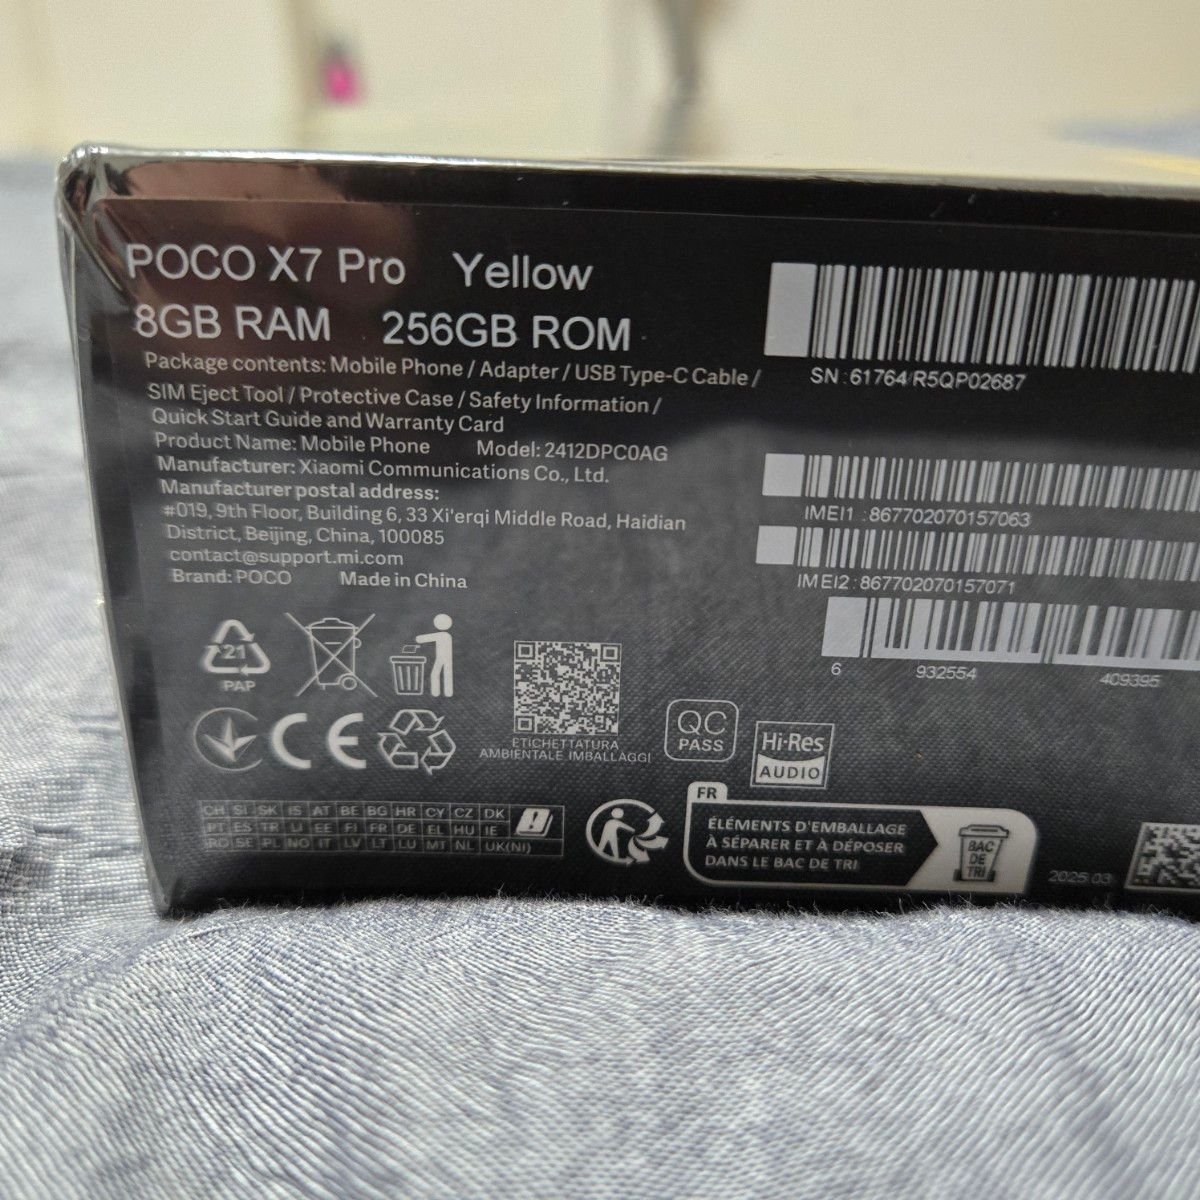 POCO X7 Pro Yellow
8GB RAM 256GB ROM
Package contents: Mobile Phone / Adapter / USB Type-C Cable /
SIM Eject Tool / Protective Case / Safety Information /
Quick Start Guide and Warranty Card
Product Name: Mobile Phone Model: 2412DPC0AG
Manufacturer: Xiaomi Communications Co., Ltd.
Manufacturer postal address:
#019, 9th Floor, Building 6, 33 Xi'erqi Middle Road, Haidian
District, Beijing, China, 100085
contact@support.mi.com
Brand: POCO Made in China
SN:61764/R5QP02687
IMEI1 :867702070157063
IMEI2:867702070157071
6 932554 409395
21
PAP
CE
ETICHETTATURA
AMBIENTALE IMBALLAGGI
QC
PASS
Hi-Res
AUDIO
CH SI SK IS AT BE BG HR CY CZ DK
PT ES TR LI EE FI FR DE EL HU IE
RO SE PL NO IT LV LT LU MT NL UK(NI)
FR
ÉLÉMENTS D'EMBALLAGE
À SÉPARER ET À DÉPOSER
DANS LE BAC DE TRI
BAC
DE
TRI
2025.03